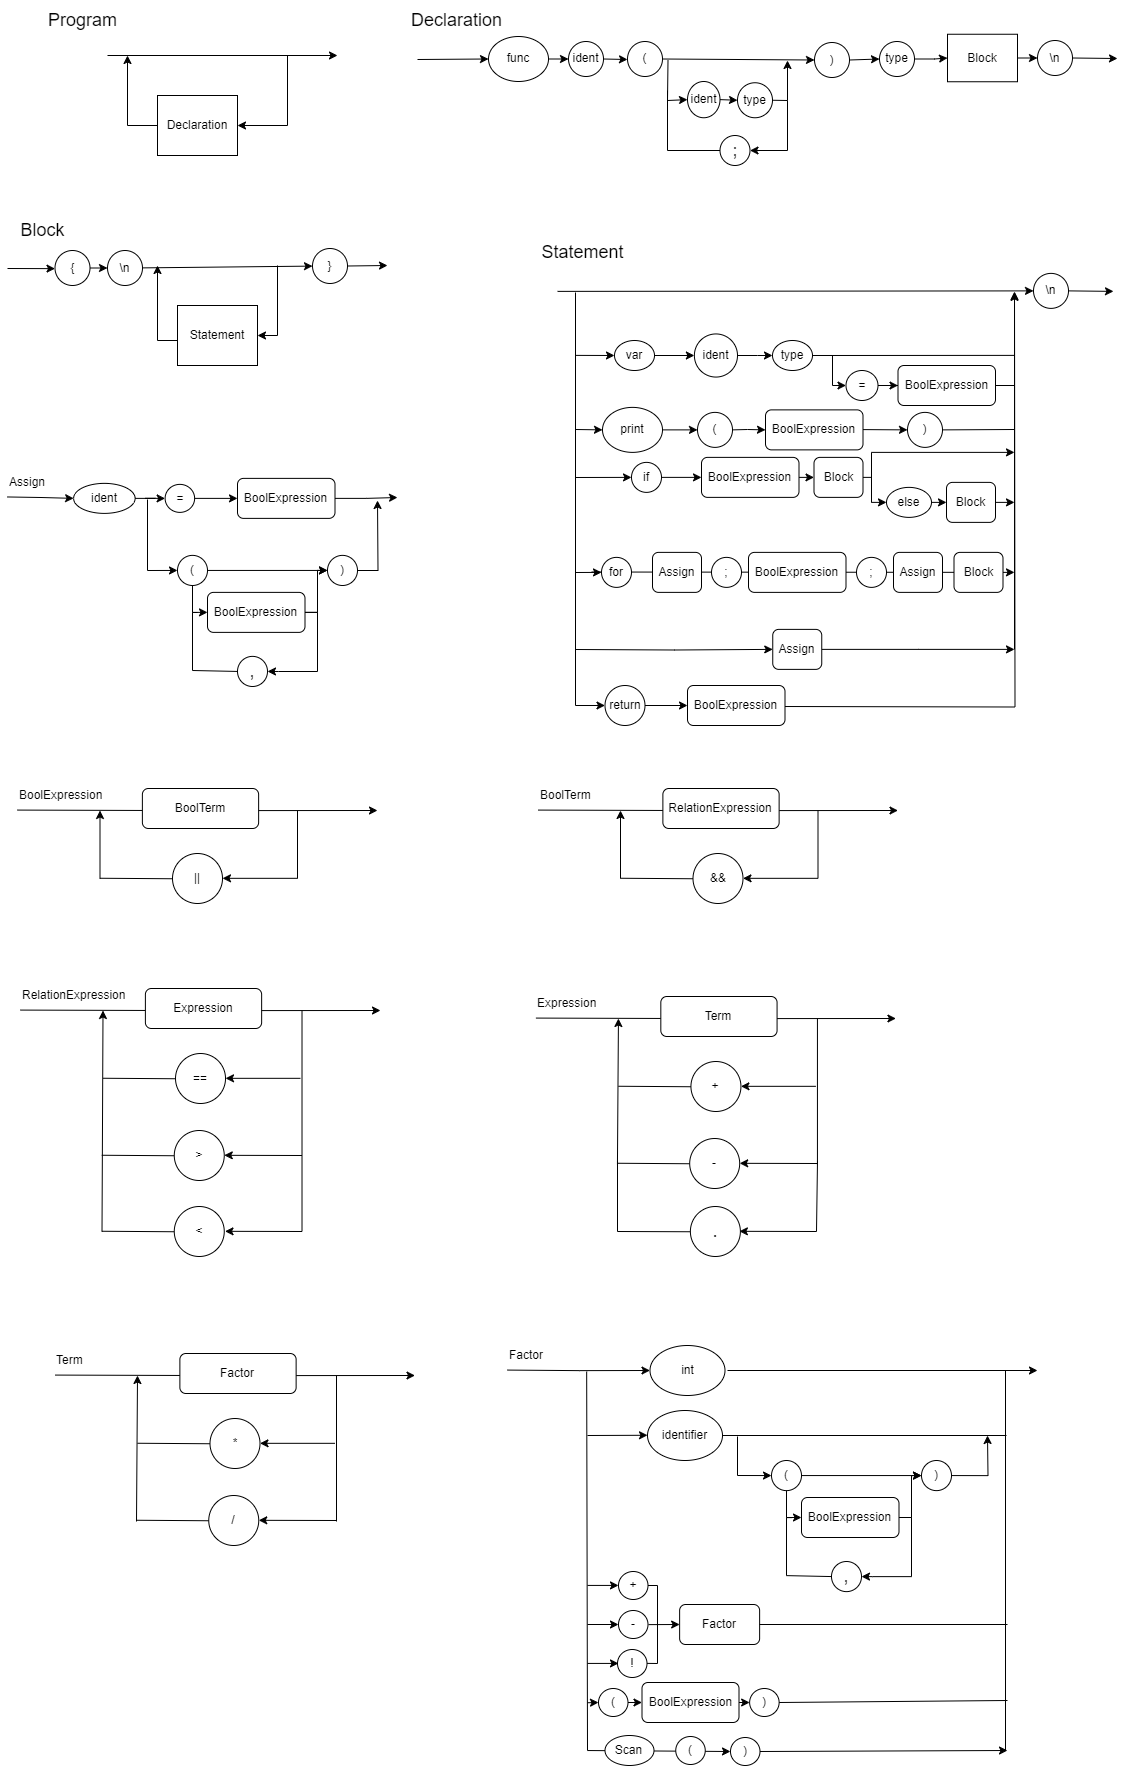 Program
Declaration
Declaration
func ident ( ) type Block \n
ident type
;
Block
{ \n }
Statement
Statement
\n
var ident type
= BoolExpression
print ( BoolExpression )
if BoolExpression Block
else Block
for Assign ; BoolExpression ; Assign Block
Assign
return BoolExpression
Assign
ident = BoolExpression
( )
BoolExpression
,
BoolExpression
BoolTerm
||
BoolTerm
RelationExpression
&&
RelationExpression
Expression
==
>
<
Expression
Term
+
-
.
Term
Factor
*
/
Factor
int
identifier
( )
BoolExpression
,
+
- Factor
!
( BoolExpression )
Scan ( )